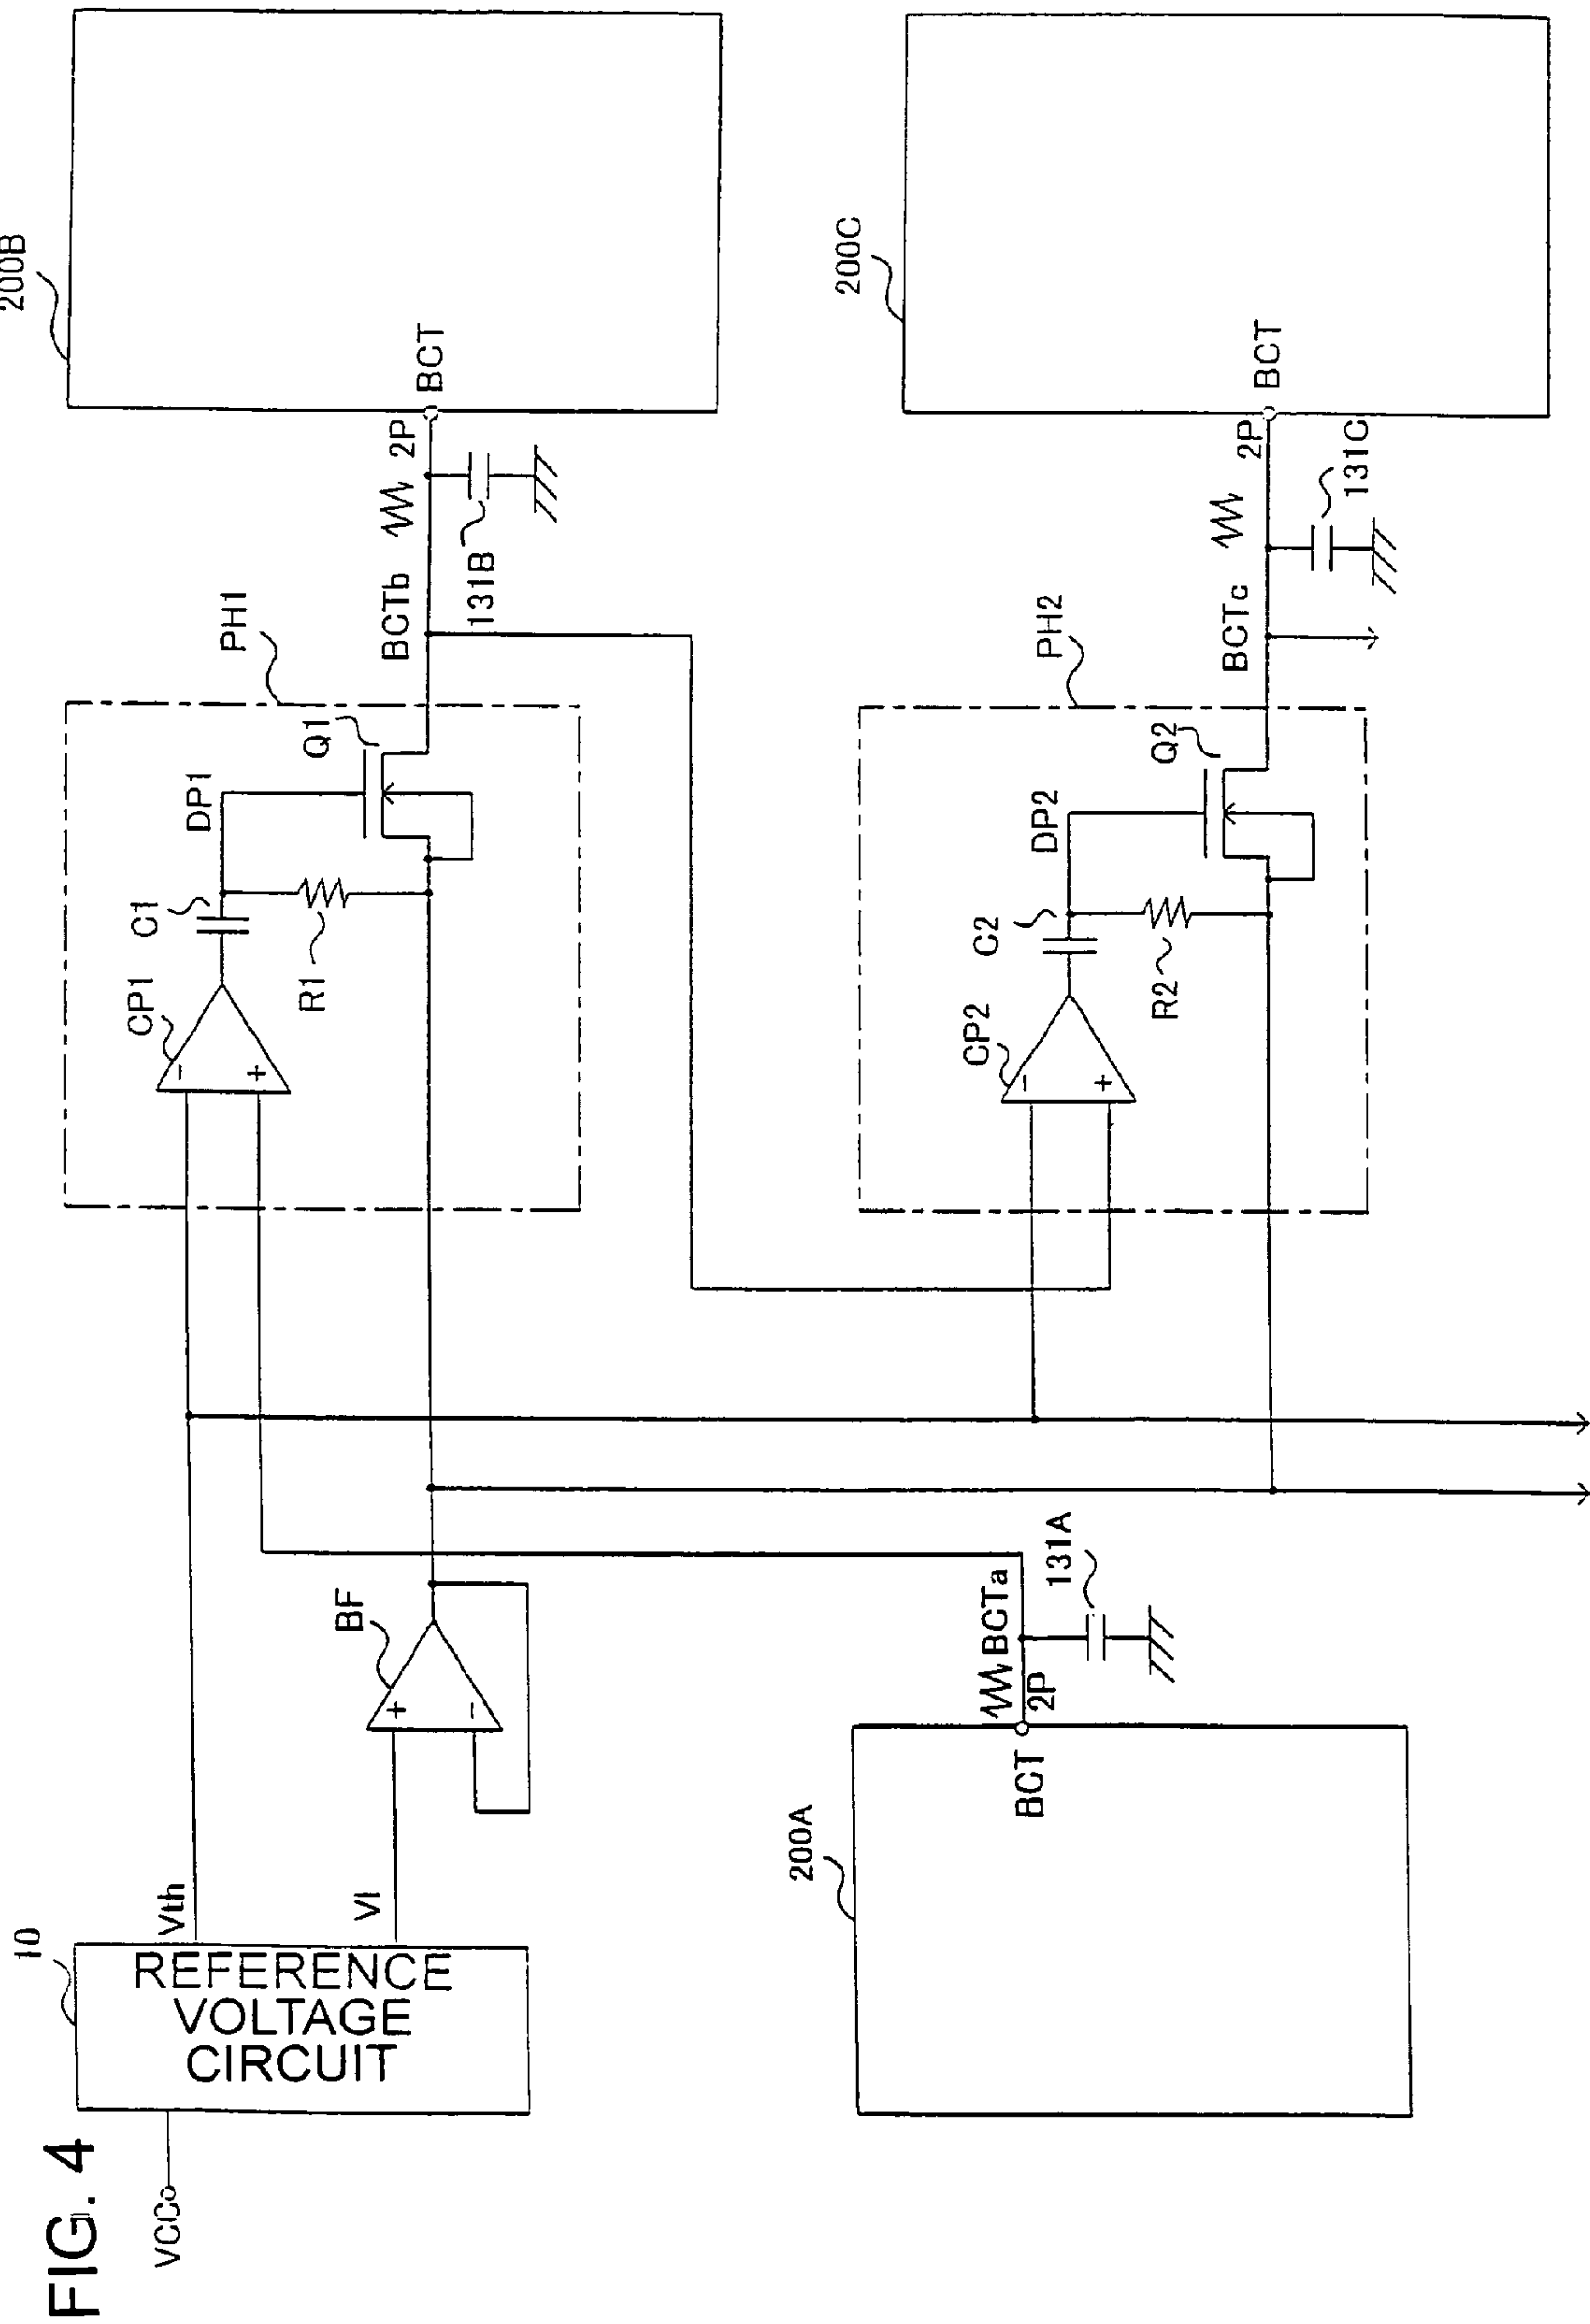 FIG. 4
VCC
10
REFERENCE
VOLTAGE
CIRCUIT
Vth
VI
BF
200A
BCT
2P
BCTa
131A
PH1
CP1
-
+
C1
R1
DP1
Q1
BCTb
131B
2P
BCT
200B
PH2
CP2
-
+
C2
R2
DP2
Q2
BCTc
131C
2P
BCT
200C
+
-